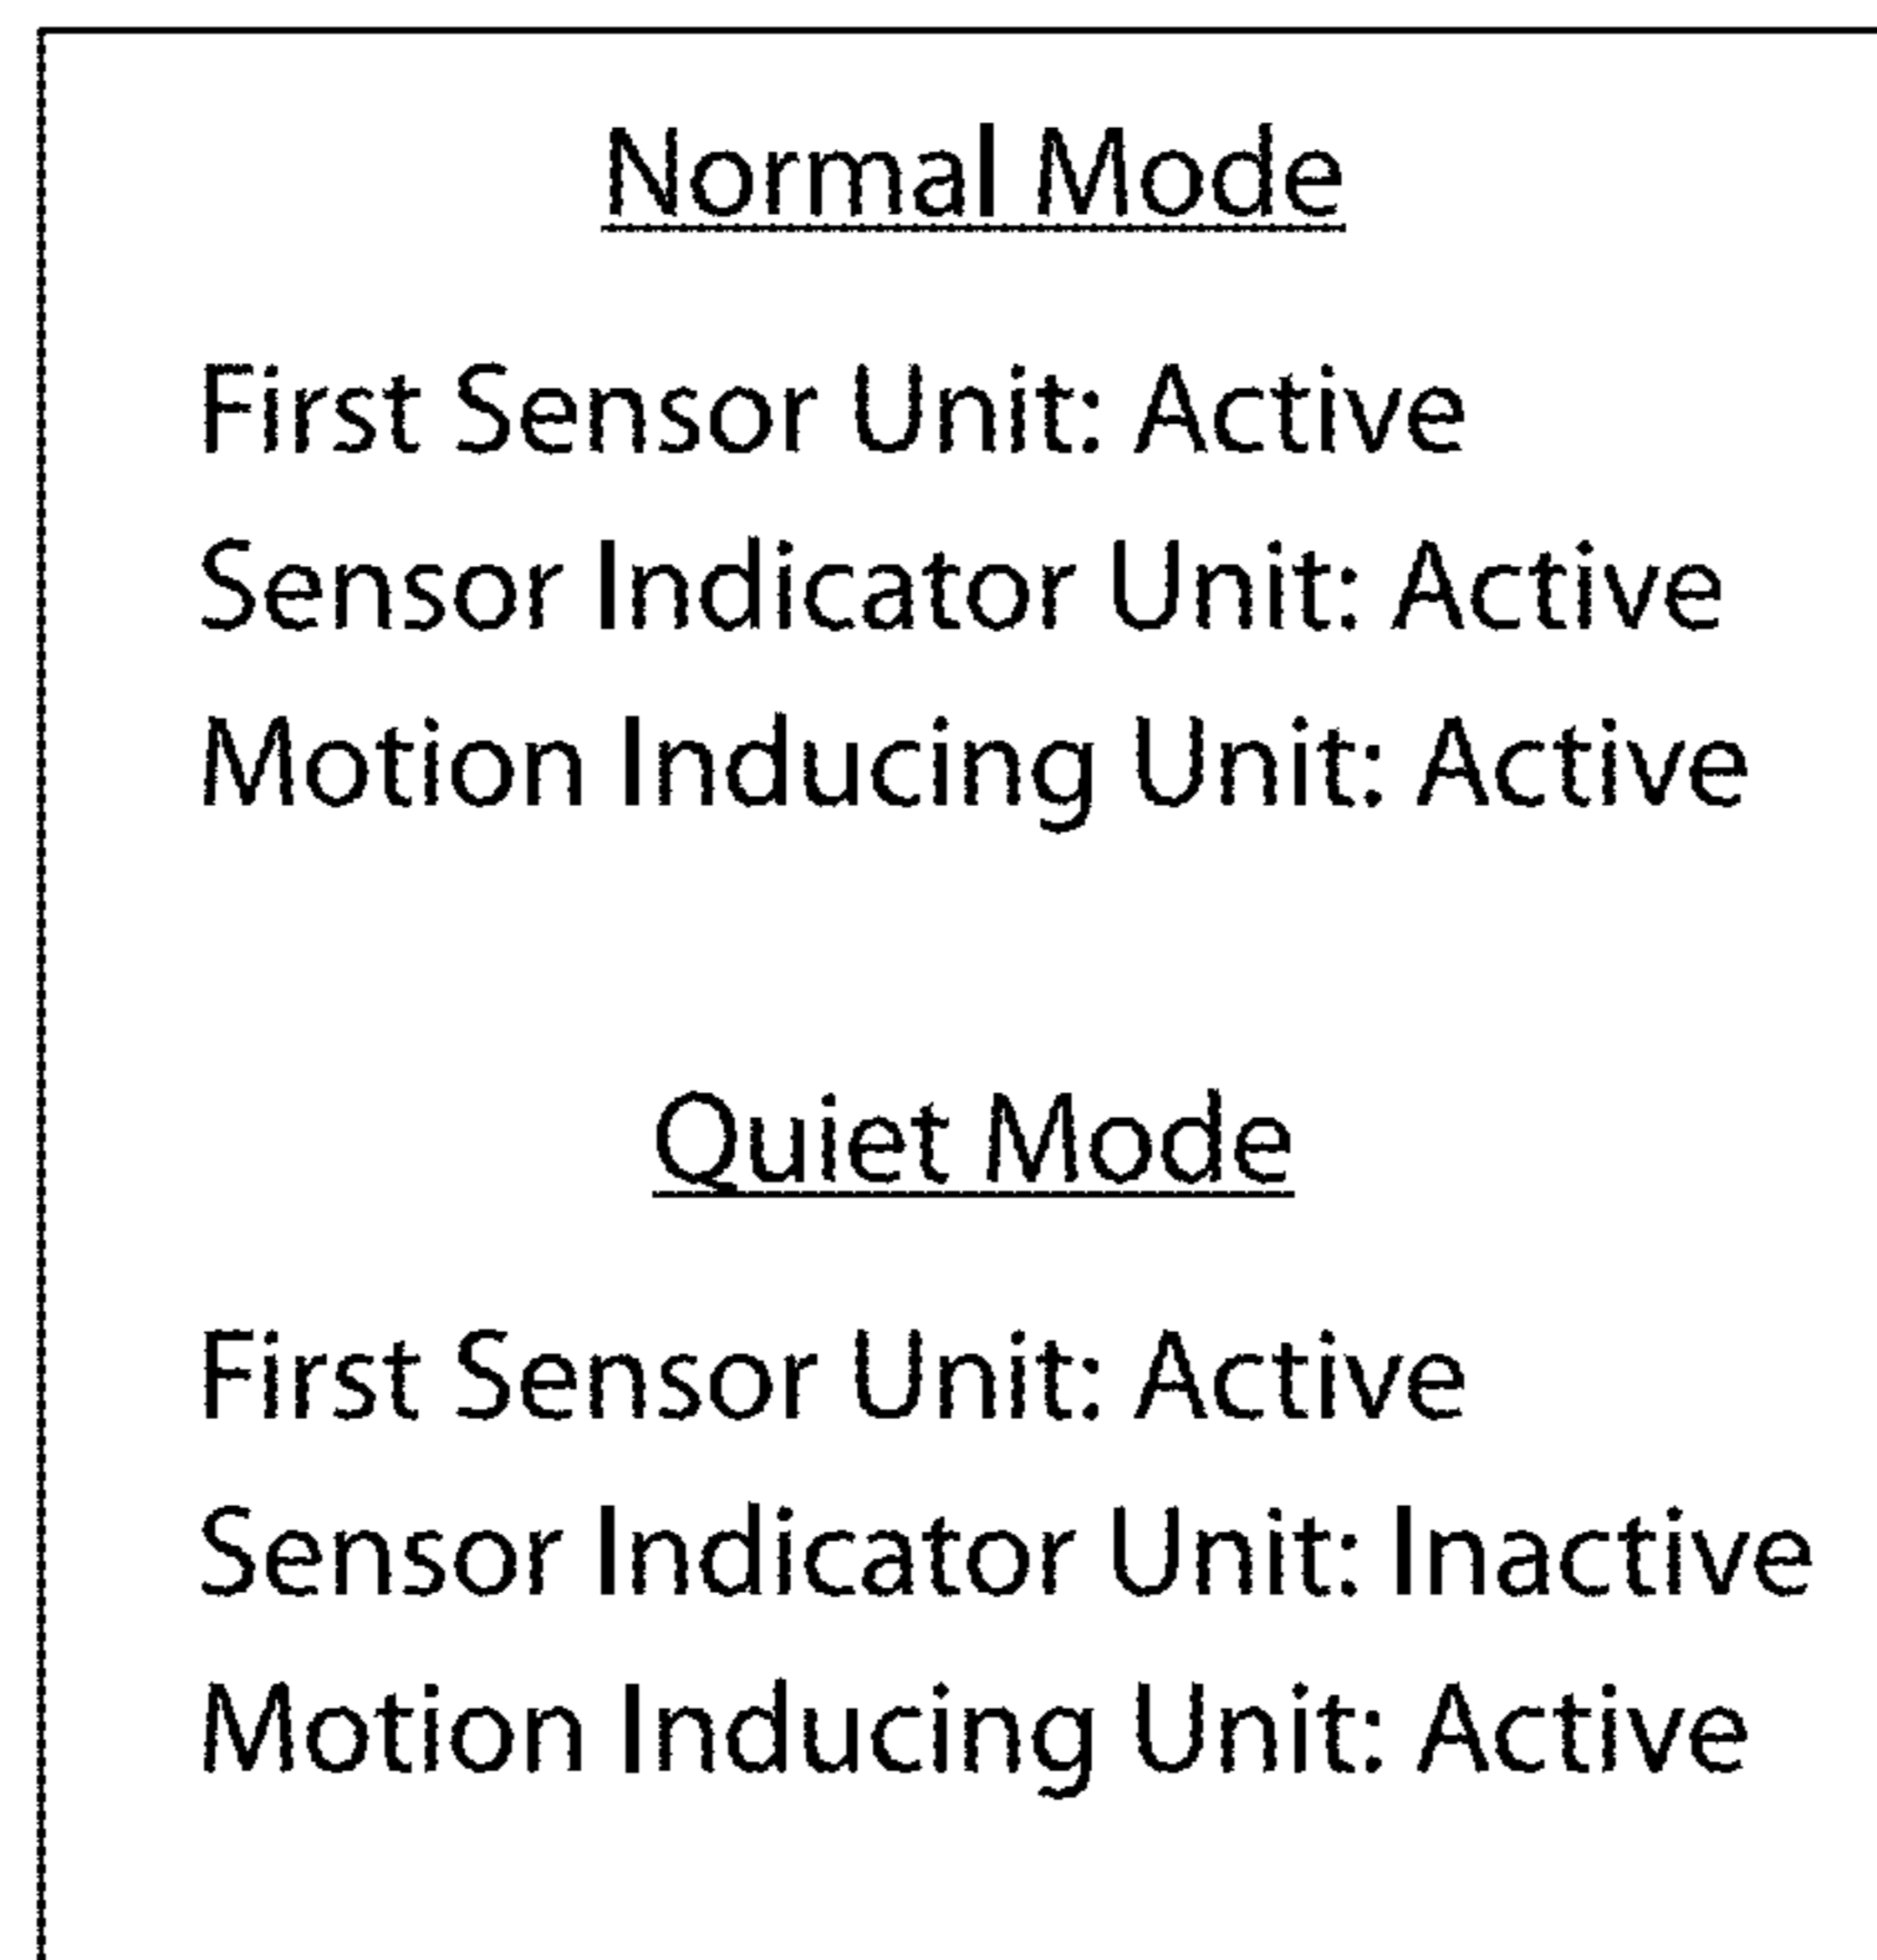 Normal Mode
First Sensor Unit: Active
Sensor Indicator Unit: Active
Motion Inducing Unit: Active
Quiet Mode
First Sensor Unit: Active
Sensor Indicator Unit: Inactive
Motion Inducing Unit: Active